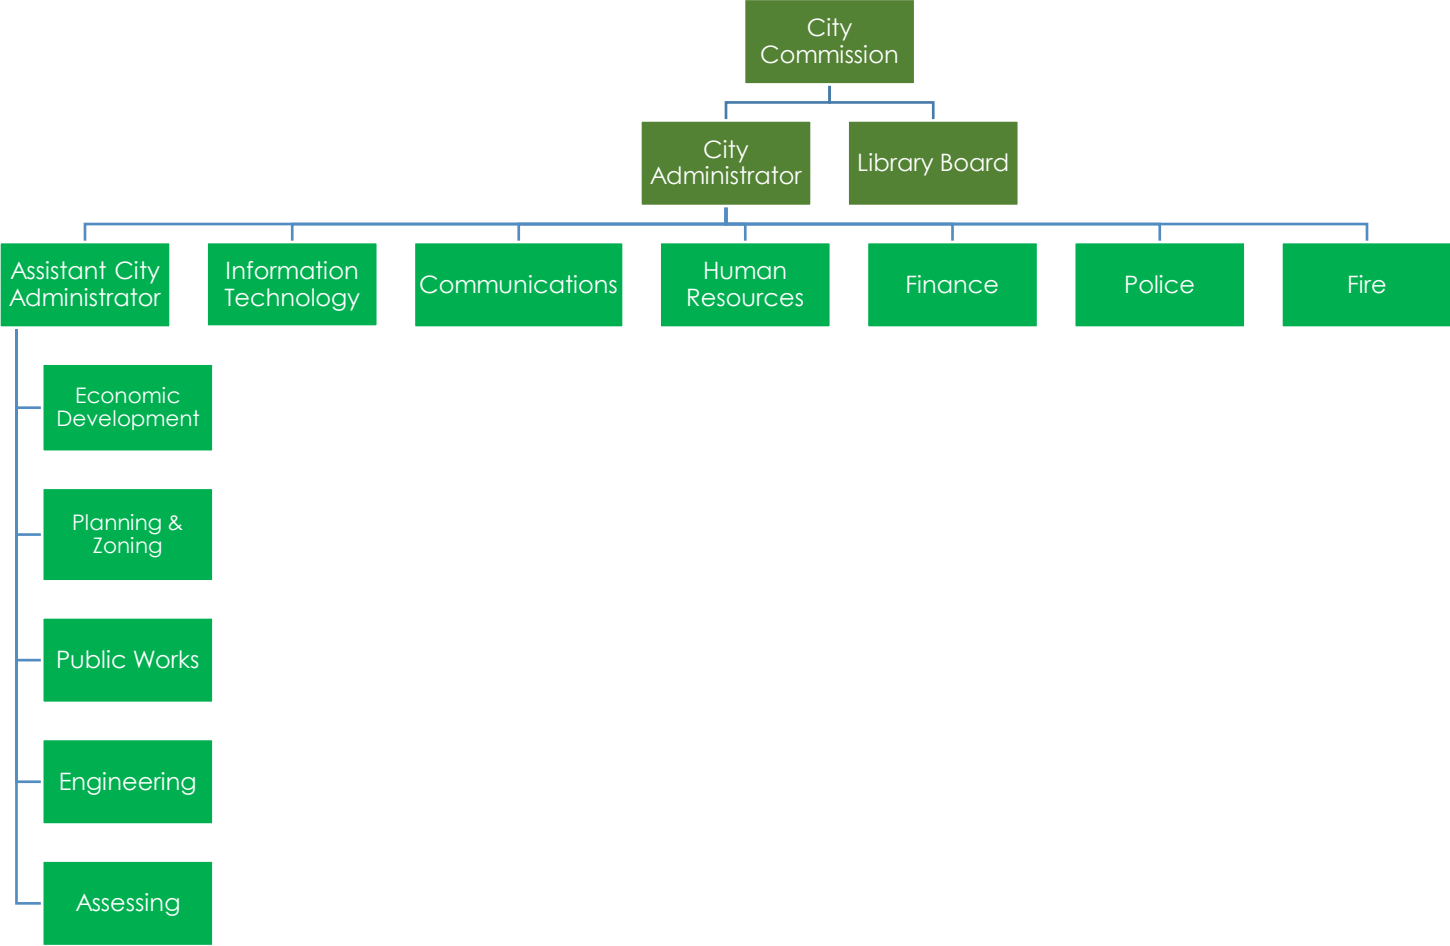 City
Commission
City
Administrator
Library Board
Assistant City
Administrator
Information
Technology
Communications
Human
Resources
Finance
Police
Fire
Economic
Development
Planning &
Zoning
Public Works
Engineering
Assessing